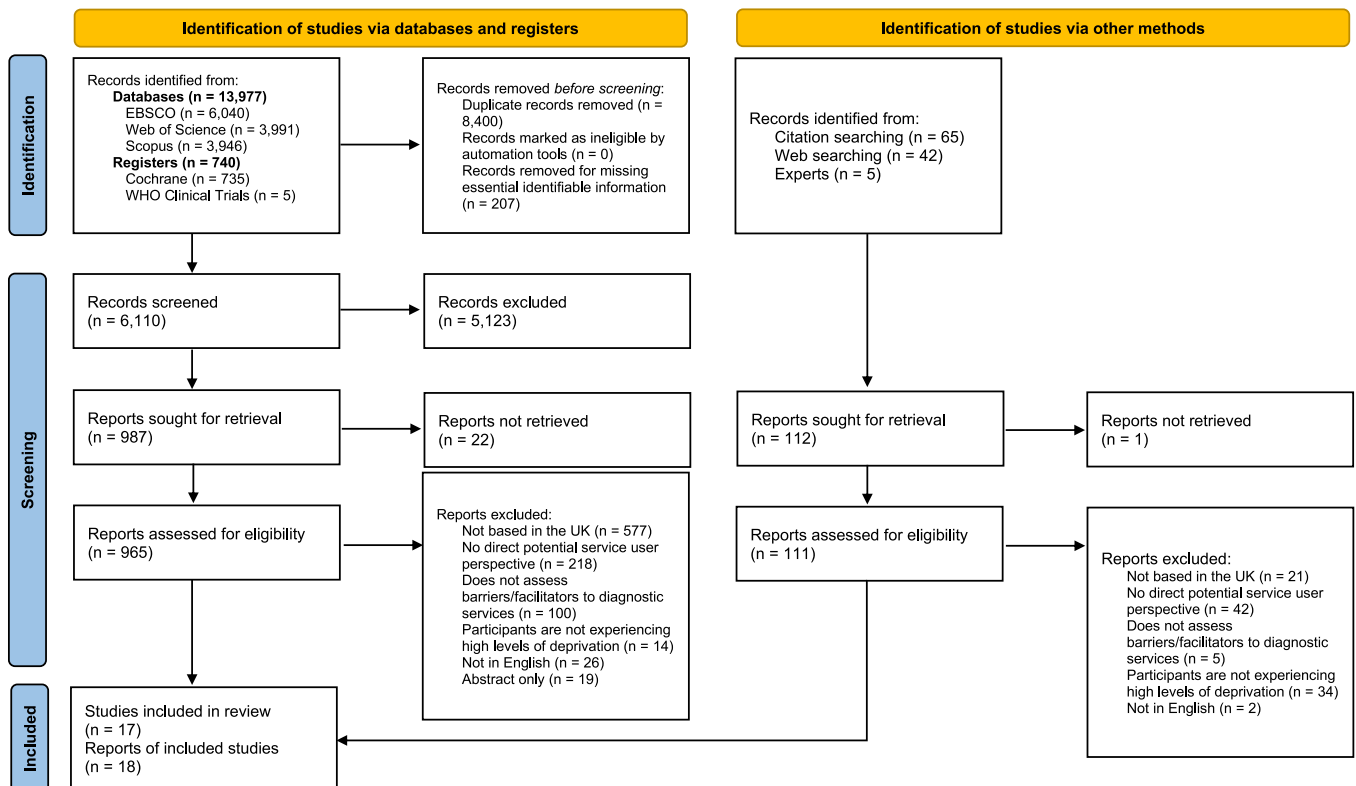 Identification of studies via databases and registers
Identification of studies via other methods
Identification
Records identified from:
Databases (n = 13,977)
EBSCO (n = 6,040)
Web of Science (n = 3,991)
Scopus (n = 3,946)
Registers (n = 740)
Cochrane (n = 735)
WHO Clinical Trials (n = 5)
Records removed before screening:
Duplicate records removed (n =
8,400)
Records marked as ineligible by
automation tools (n = 0)
Records removed for missing
essential identifiable information
(n = 207)
Records identified from:
Citation searching (n = 65)
Web searching (n = 42)
Experts (n = 5)
Screening
Records screened
(n = 6,110)
Records excluded
(n = 5,123)
Reports sought for retrieval
(n = 987)
Reports not retrieved
(n = 22)
Reports sought for retrieval
(n = 112)
Reports not retrieved
(n = 1)
Reports assessed for eligibility
(n = 965)
Reports excluded:
Not based in the UK (n = 577)
No direct potential service user
perspective (n = 218)
Does not assess
barriers/facilitators to diagnostic
services (n = 100)
Participants are not experiencing
high levels of deprivation (n = 14)
Not in English (n = 26)
Abstract only (n = 19)
Reports assessed for eligibility
(n = 111)
Reports excluded:
Not based in the UK (n = 21)
No direct potential service user
perspective (n = 42)
Does not assess
barriers/facilitators to diagnostic
services (n = 5)
Participants are not experiencing
high levels of deprivation (n = 34)
Not in English (n = 2)
Included
Studies included in review
(n = 17)
Reports of included studies
(n = 18)